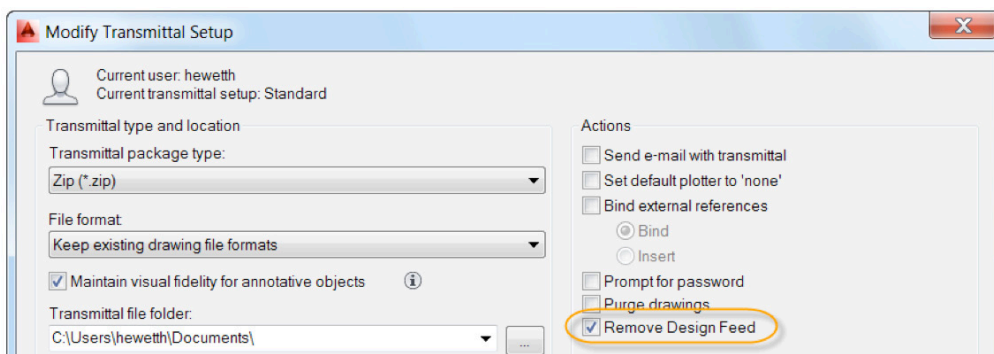 Modify Transmittal Setup
Current user: hewetth
Current transmittal setup: Standard
Transmittal type and location
Transmittal package type:
Zip (*.zip)
File format:
Keep existing drawing file formats
Maintain visual fidelity for annotative objects
Transmittal file folder:
C:\Users\hewetth\Documents\
...
Actions
Send e-mail with transmittal
Set default plotter to 'none'
Bind external references
Bind
Insert
Prompt for password
Purge drawings
Remove Design Feed